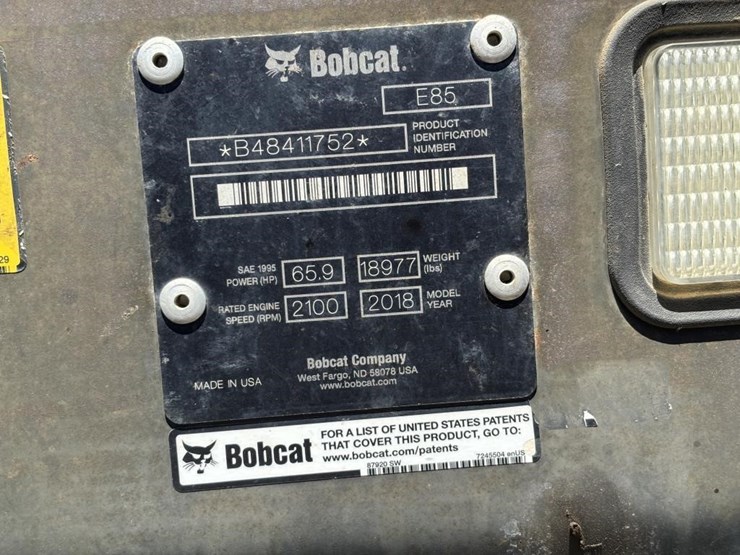 Bobcat.
E85
PRODUCT
IDENTIFICATION
NUMBER
*B48411752*
SAE 1995
POWER (HP)
65.9
18977
WEIGHT
(lbs)
RATED ENGINE
SPEED (RPM)
2100
2018
MODEL
YEAR
Bobcat Company
West Fargo, ND 58078 USA
www.bobcat.com
MADE IN USA
Bobcat
FOR A LIST OF UNITED STATES PATENTS
THAT COVER THIS PRODUCT, GO TO:
www.bobcat.com/patents
87920 SW
7245504 enUS
29